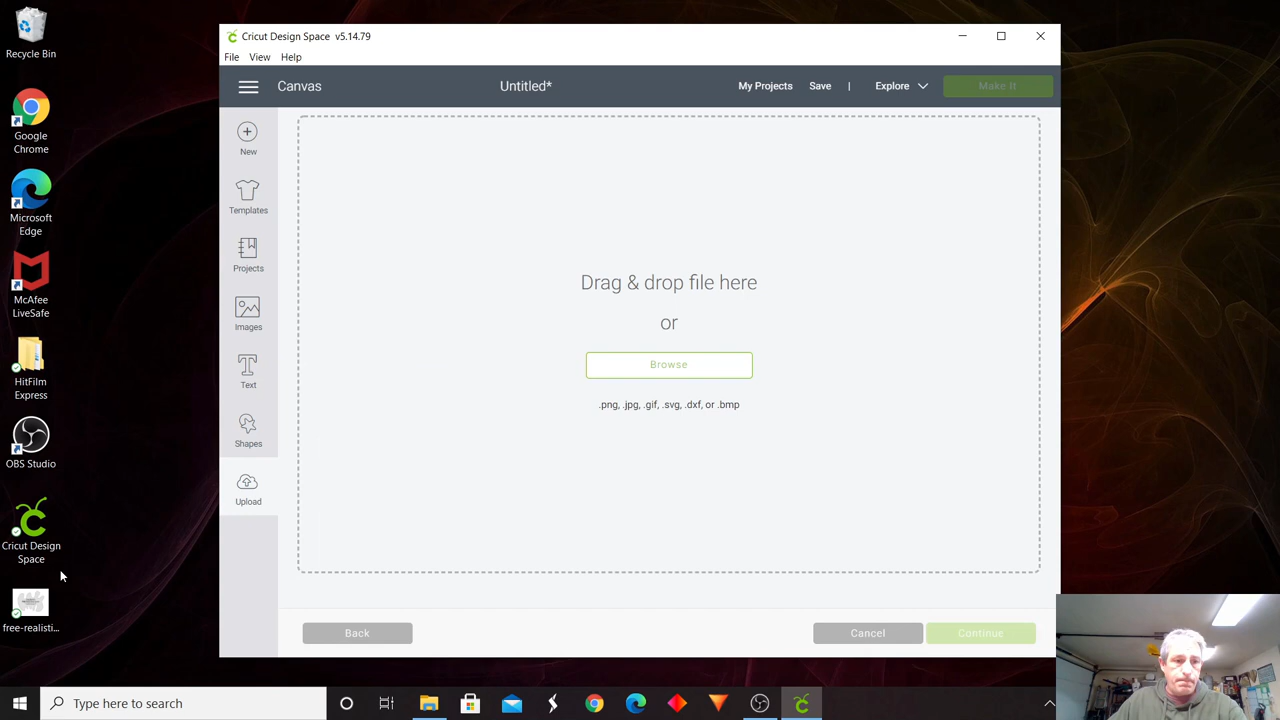 Recycle Bin
Google
Chrome
Microsoft
Edge
McAfee
LiveSafe
HitFilm
Express
OBS Studio
Cricut Design
Space
free-realisti...
Cricut Design Space v5.14.79
File View Help
Canvas
Untitled*
My Projects Save | Explore Make It
New
Templates
Projects
Images
Text
Shapes
Upload
Drag & drop file here
or
Browse
.png, .jpg, .gif, .svg, .dxf, or .bmp
Back
Cancel
Continue
Type here to search